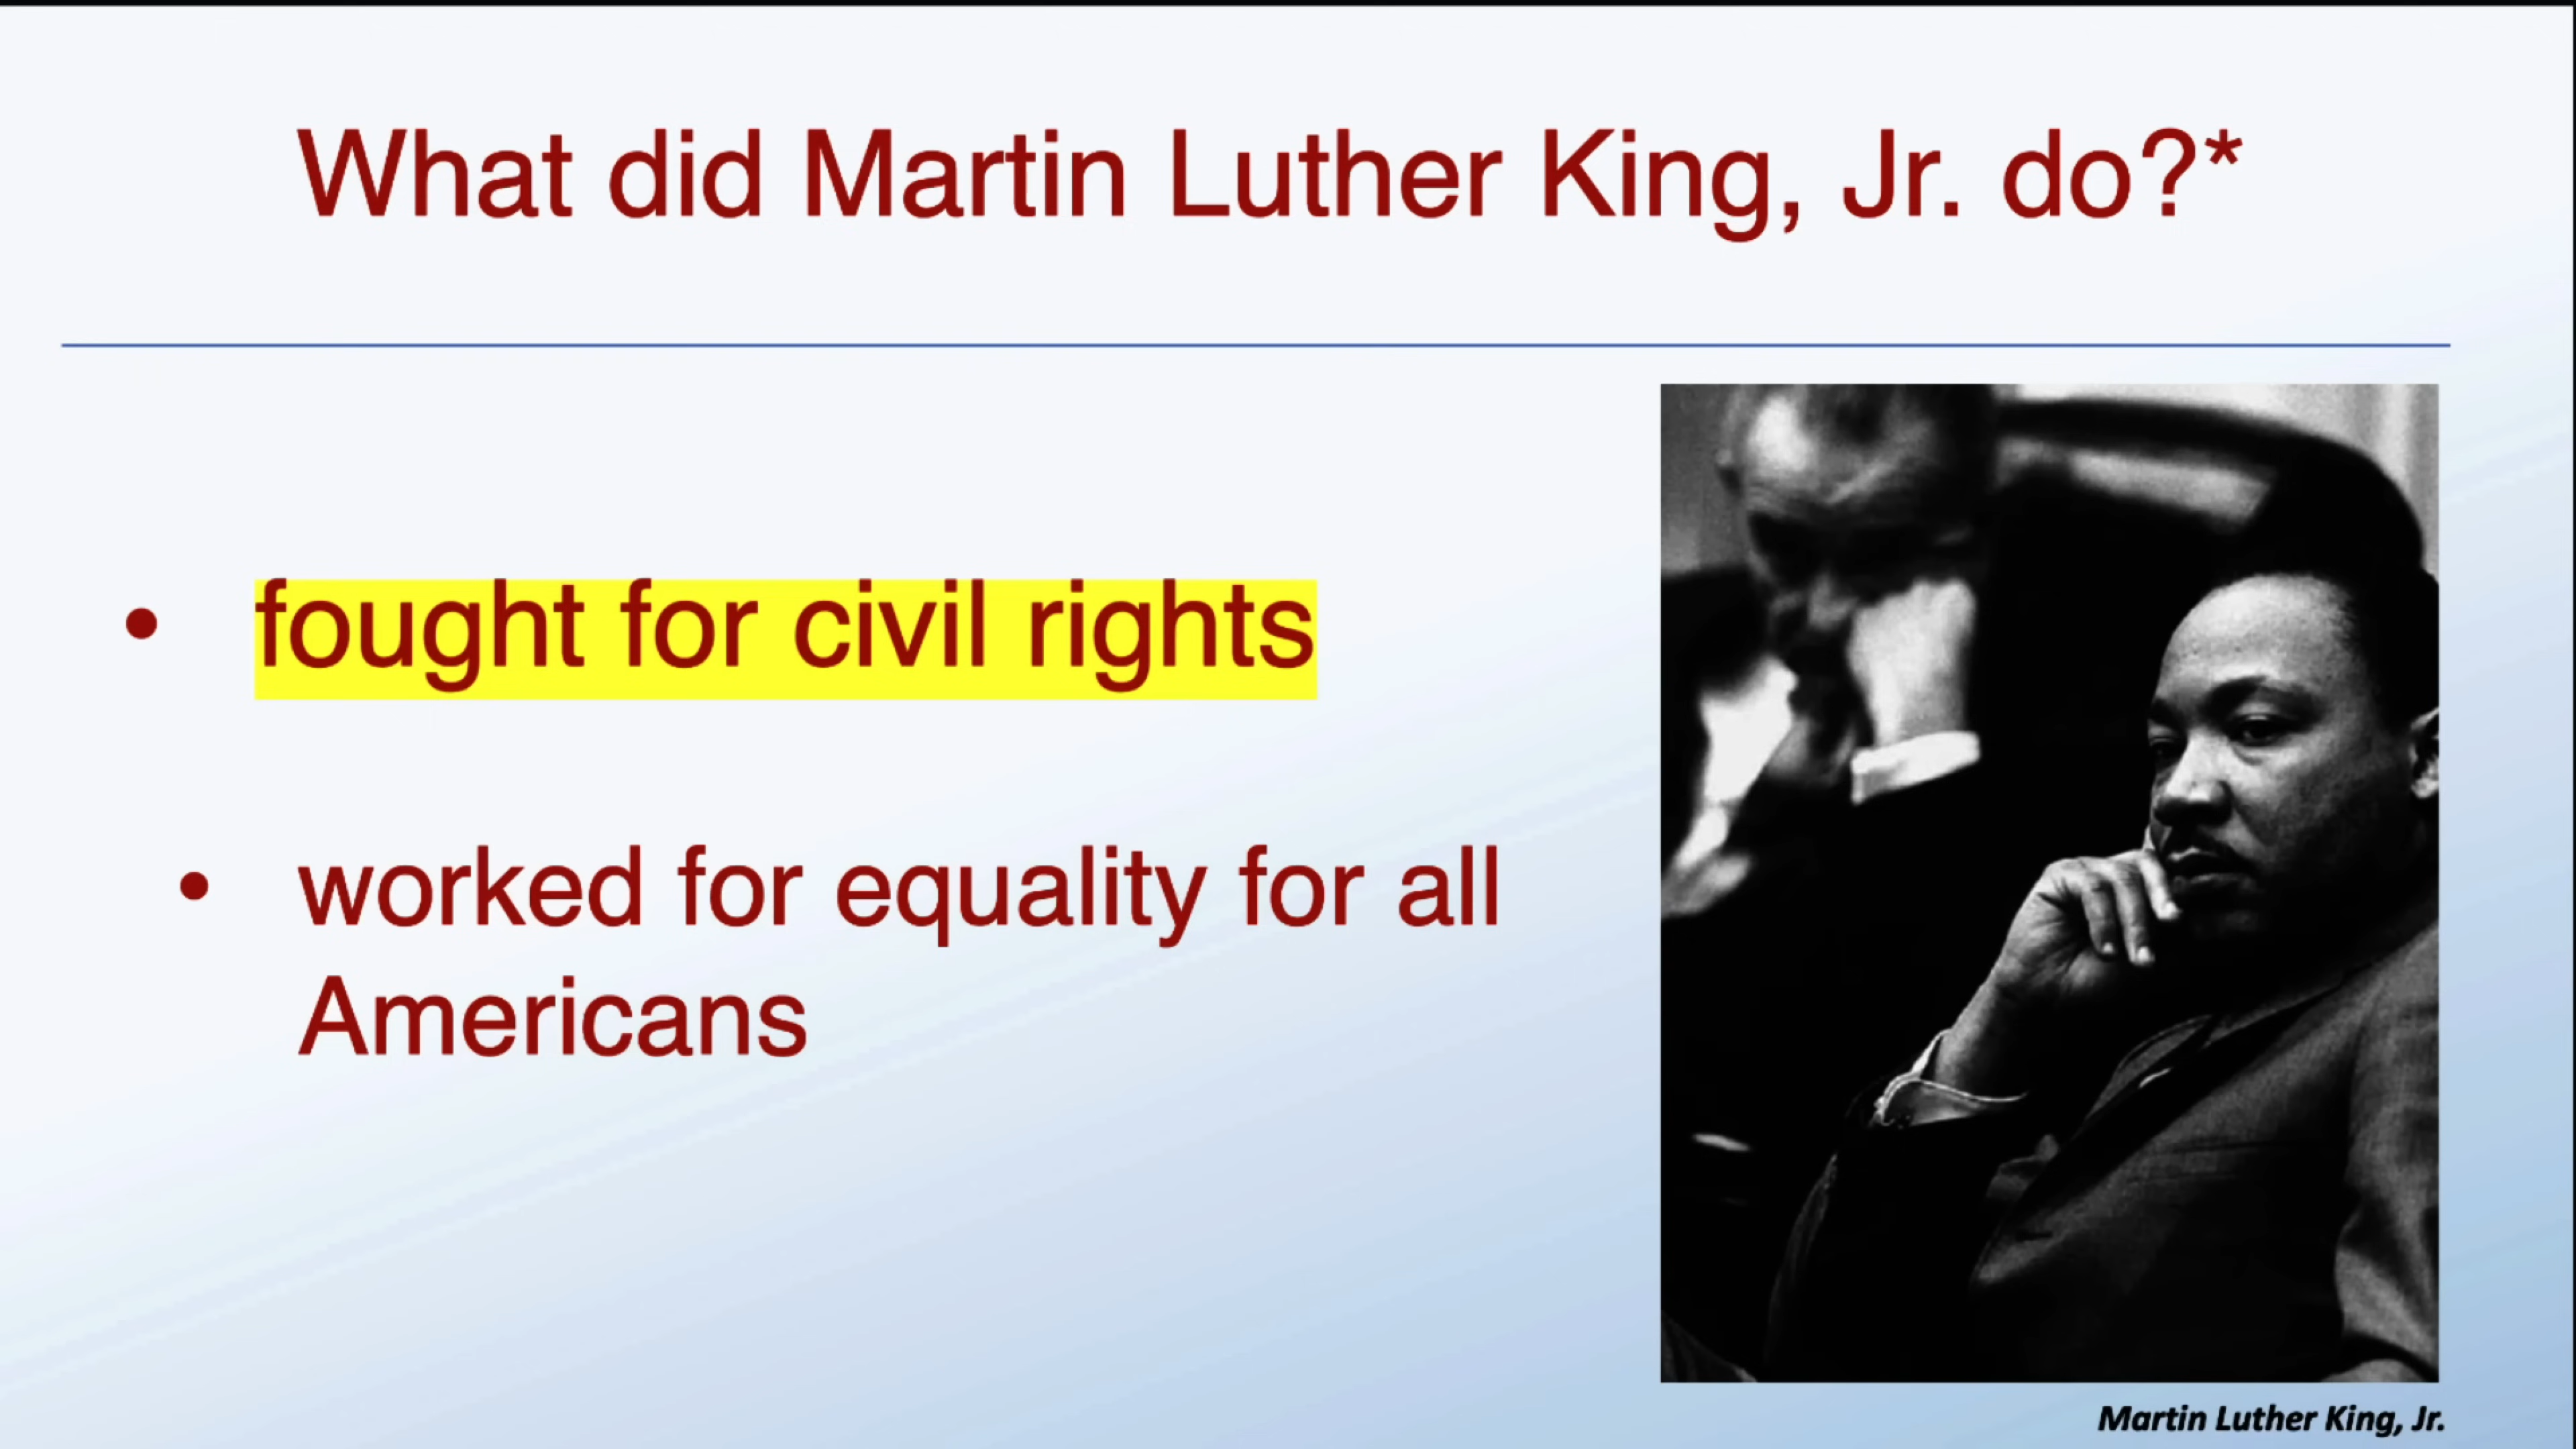 What did Martin Luther King, Jr. do?*
• fought for civil rights
• worked for equality for all
Americans
Martin Luther King, Jr.